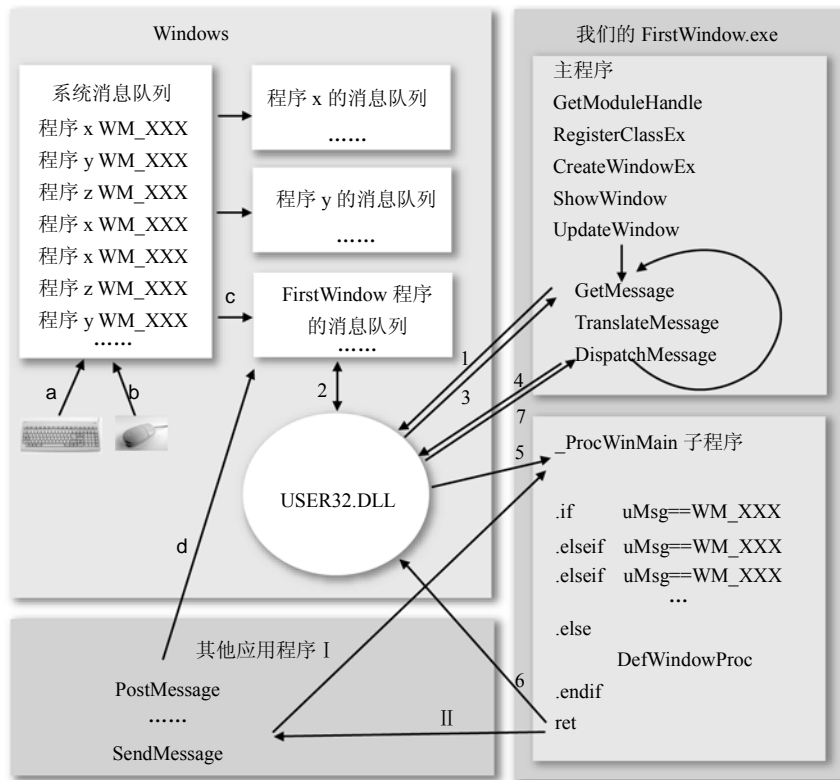 Windows
系统消息队列
程序 x WM_XXX
程序 y WM_XXX
程序 z WM_XXX
程序 x WM_XXX
程序 x WM_XXX
程序 z WM_XXX
程序 y WM_XXX
……
程序 x 的消息队列
……
程序 y 的消息队列
……
c
FirstWindow 程序
的消息队列
……
a
b
2
1
3
4
7
5
USER32.DLL
d
我们的 FirstWindow.exe
主程序
GetModuleHandle
RegisterClassEx
CreateWindowEx
ShowWindow
UpdateWindow
GetMessage
TranslateMessage
DispatchMessage
_ProcWinMain 子程序
.if uMsg==WM_XXX
.elseif uMsg==WM_XXX
.elseif uMsg==WM_XXX
…
.else
DefWindowProc
.endif
ret
6
其他应用程序 I
PostMessage
……
SendMessage
II